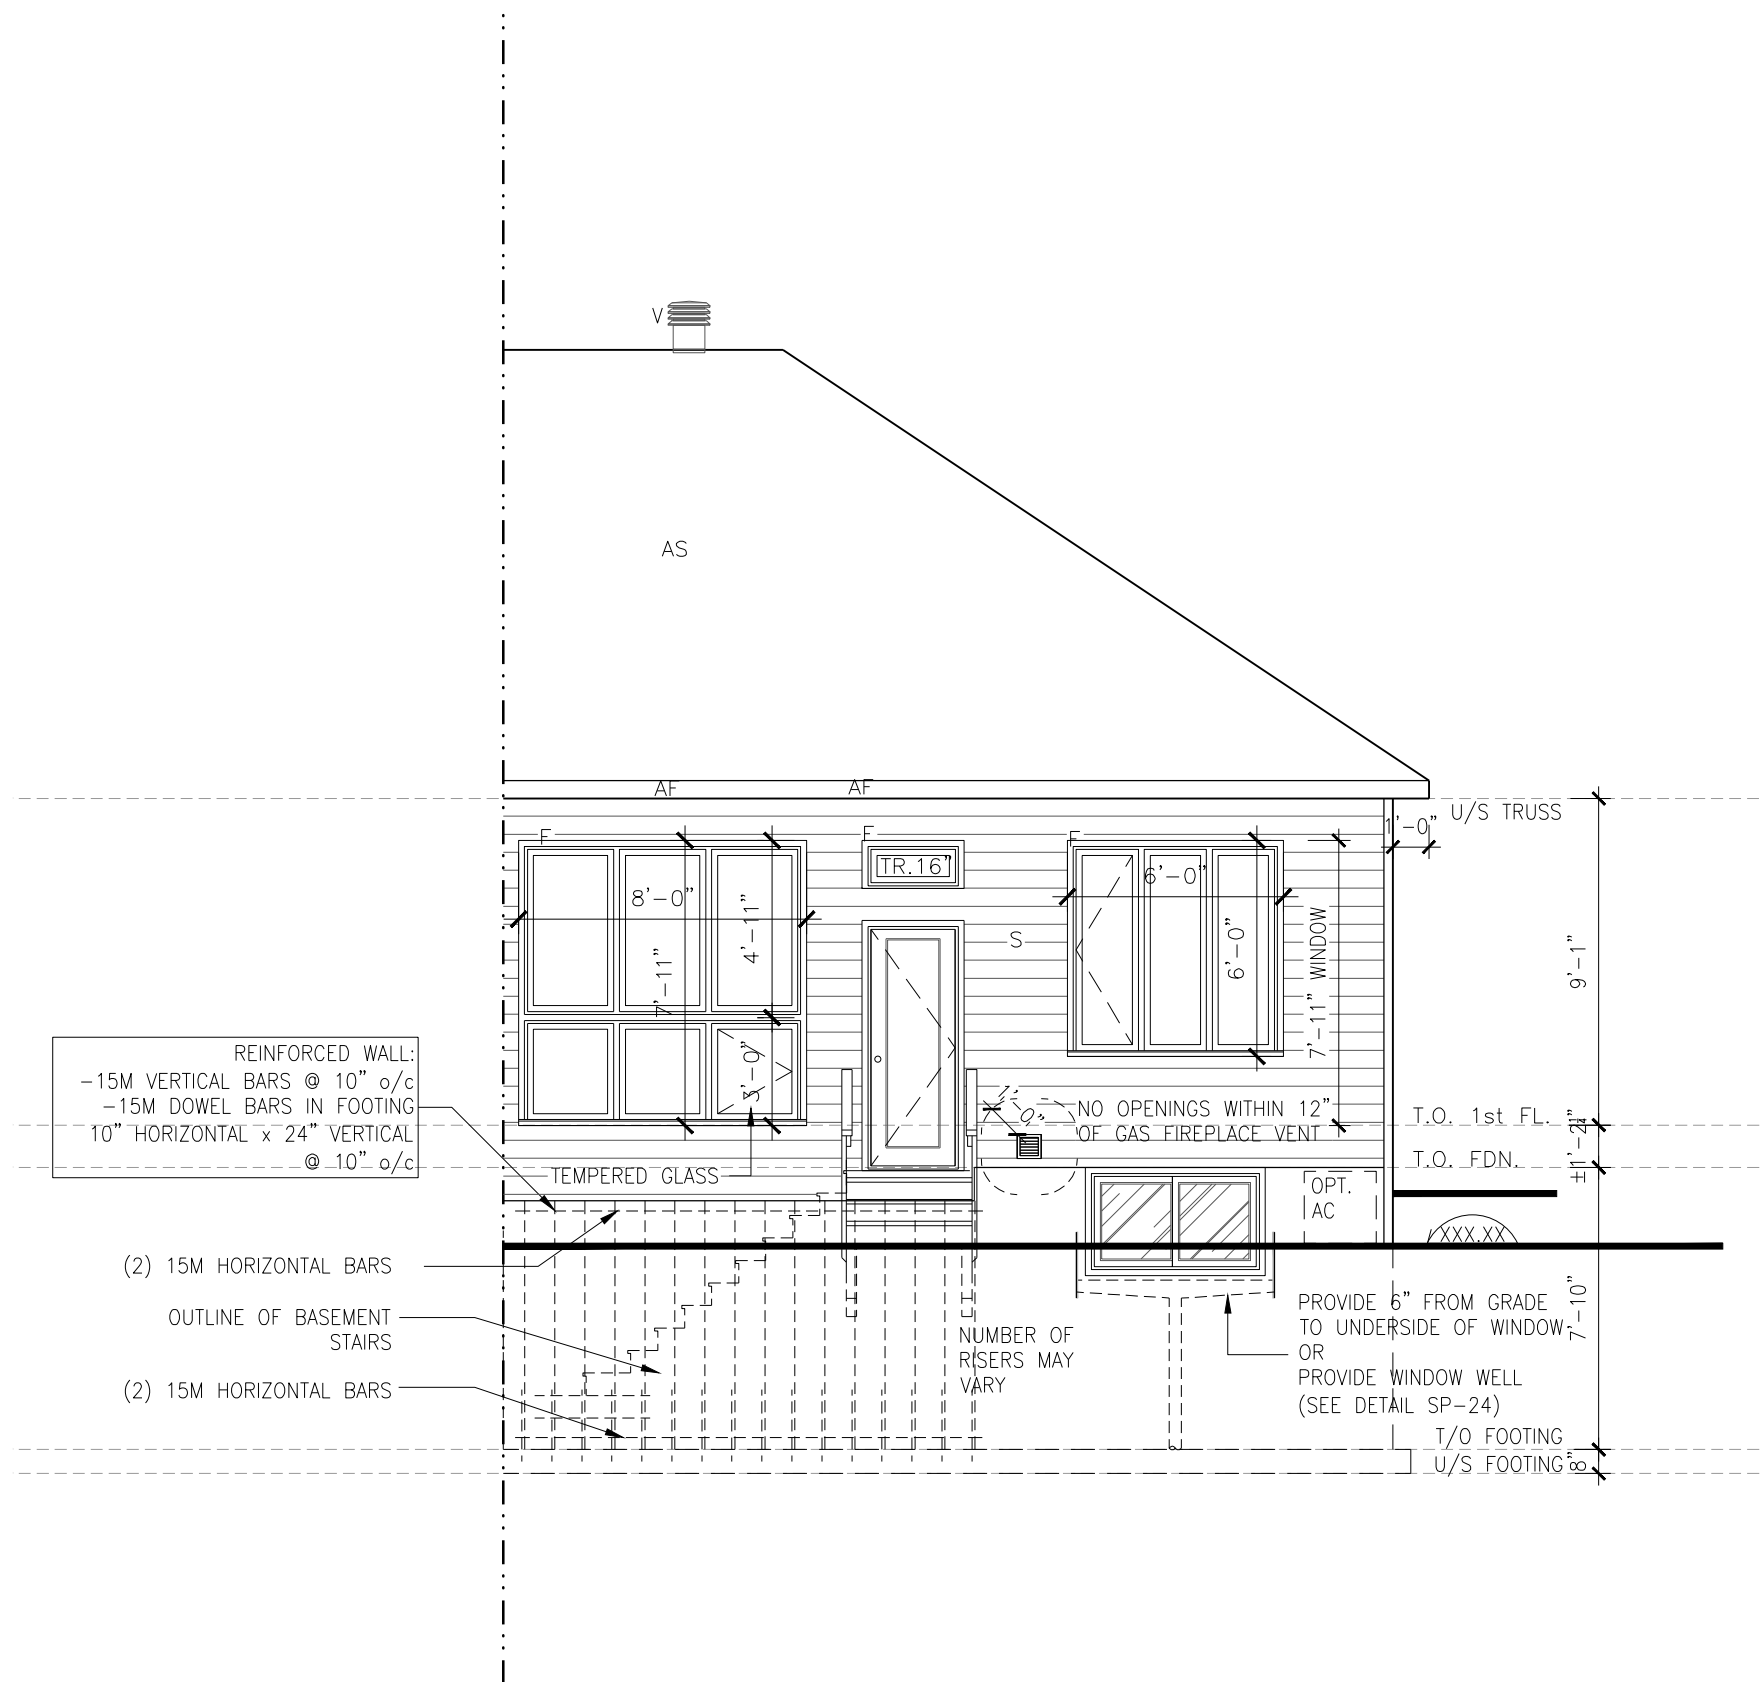 V
AS
AF
AF
U/S TRUSS
1'-0"
F
F
F
TR.16"
8'-0"
6'-0"
4'-11"
7'-11"
S
6'-0"
7'-11" WINDOW
9'-1"
3'-0"
REINFORCED WALL:
-15M VERTICAL BARS @ 10" o/c
-15M DOWEL BARS IN FOOTING
10" HORIZONTAL x 24" VERTICAL
@ 10" o/c
1'-0"
NO OPENINGS WITHIN 12"
OF GAS FIREPLACE VENT
T.O. 1st FL.
T.O. FDN.
TEMPERED GLASS
OPT.
AC
XXX.XX
(2) 15M HORIZONTAL BARS
OUTLINE OF BASEMENT
STAIRS
(2) 15M HORIZONTAL BARS
NUMBER OF
RISERS MAY
VARY
PROVIDE 6" FROM GRADE
TO UNDERSIDE OF WINDOW
OR
PROVIDE WINDOW WELL
(SEE DETAIL SP-24)
7'-10"
T/O FOOTING
U/S FOOTING
8"